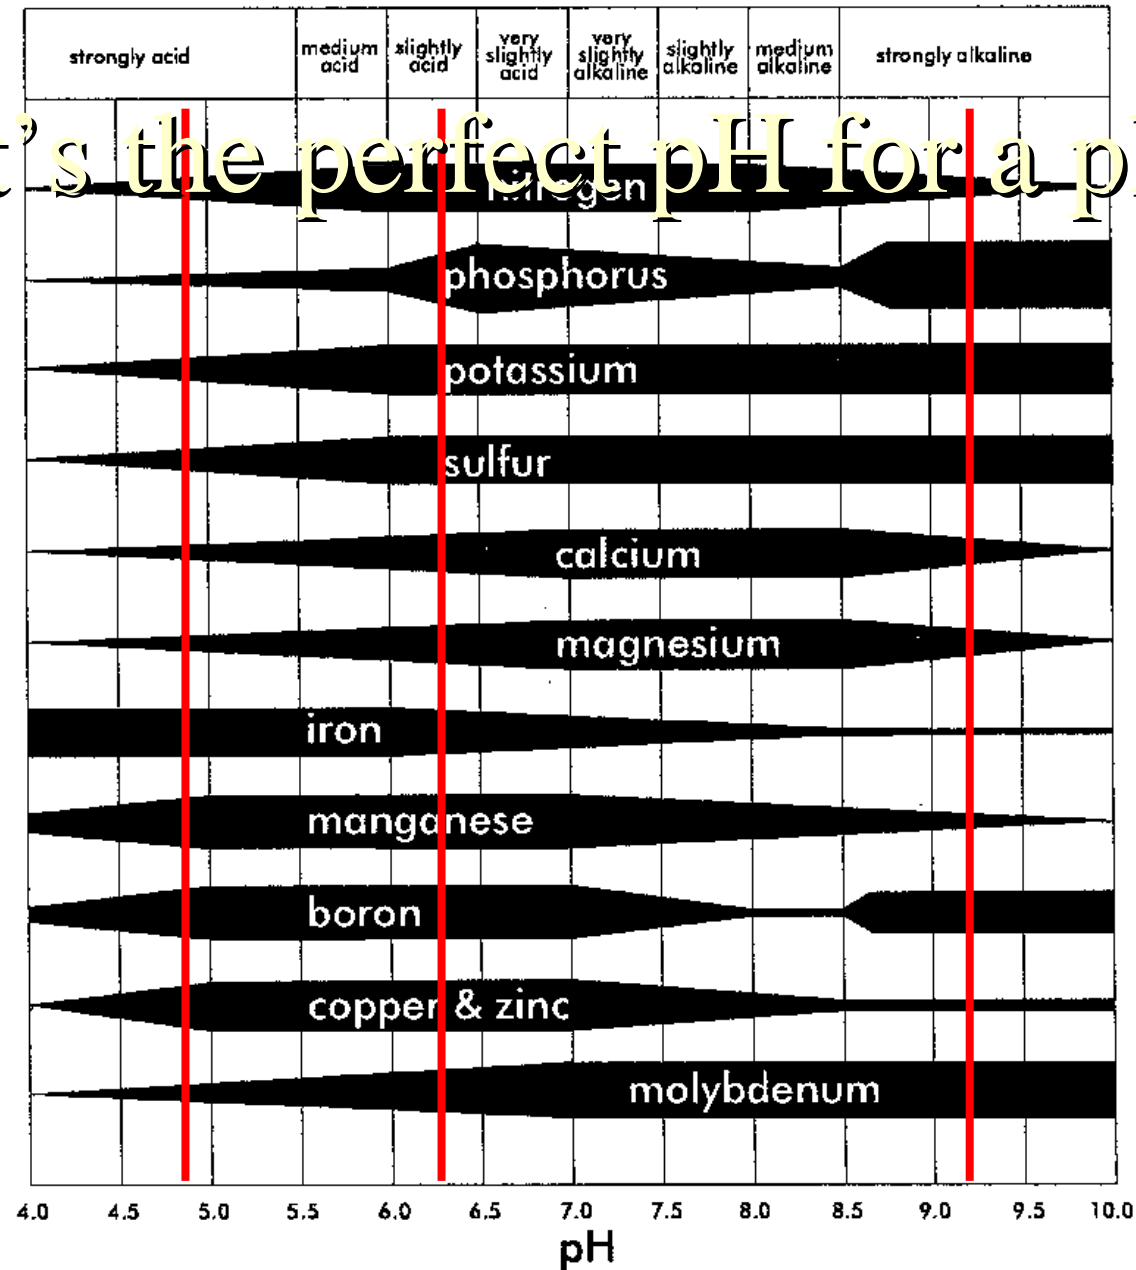 strongly acid
medium acid
slightly acid
very slightly acid
very slightly alkaline
slightly alkaline
medium alkaline
strongly alkaline
t’s the perfect pH for a pl
nitrogen
phosphorus
potassium
sulfur
calcium
magnesium
iron
manganese
boron
copper & zinc
molybdenum
4.0 4.5 5.0 5.5 6.0 6.5 7.0 7.5 8.0 8.5 9.0 9.5 10.0
pH